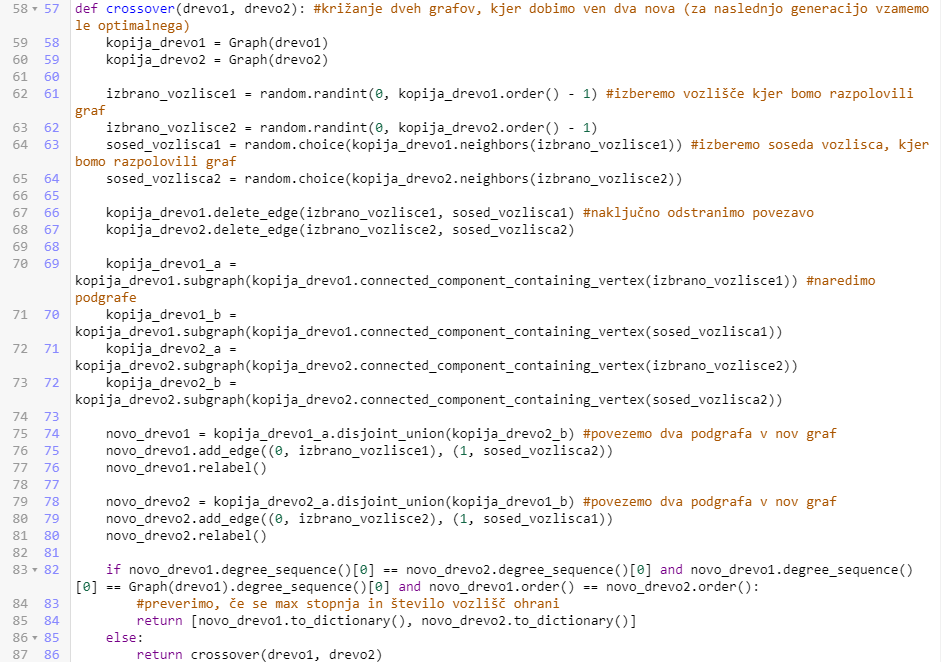 58 57 def crossover(drevo1, drevo2): #križanje dveh grafov, kjer dobimo ven dva nova (za naslednjo generacijo vzamemo
le optimalnega)
59 58 kopija_drevo1 = Graph(drevo1)
60 59 kopija_drevo2 = Graph(drevo2)
61 60
62 61 izbrano_vozlisce1 = random.randint(0, kopija_drevo1.order() - 1) #izberemo vozlišče kjer bomo razpolovili
graf
63 62 izbrano_vozlisce2 = random.randint(0, kopija_drevo2.order() - 1)
64 63 sosed_vozlisca1 = random.choice(kopija_drevo1.neighbors(izbrano_vozlisce1)) #izberemo soseda vozlisca, kjer
bomo razpolovili graf
65 64 sosed_vozlisca2 = random.choice(kopija_drevo2.neighbors(izbrano_vozlisce2))
66 65
67 66 kopija_drevo1.delete_edge(izbrano_vozlisce1, sosed_vozlisca1) #naključno odstranimo povezavo
68 67 kopija_drevo2.delete_edge(izbrano_vozlisce2, sosed_vozlisca2)
69 68
70 69 kopija_drevo1_a =
kopija_drevo1.subgraph(kopija_drevo1.connected_component_containing_vertex(izbrano_vozlisce1)) #naredimo
podgrafe
71 70 kopija_drevo1_b =
kopija_drevo1.subgraph(kopija_drevo1.connected_component_containing_vertex(sosed_vozlisca1))
72 71 kopija_drevo2_a =
kopija_drevo2.subgraph(kopija_drevo2.connected_component_containing_vertex(izbrano_vozlisce2))
73 72 kopija_drevo2_b =
kopija_drevo2.subgraph(kopija_drevo2.connected_component_containing_vertex(sosed_vozlisca2))
74 73
75 74 novo_drevo1 = kopija_drevo1_a.disjoint_union(kopija_drevo2_b) #povezemo dva podgrafa v nov graf
76 75 novo_drevo1.add_edge((0, izbrano_vozlisce1), (1, sosed_vozlisca2))
77 76 novo_drevo1.relabel()
78 77
79 78 novo_drevo2 = kopija_drevo2_a.disjoint_union(kopija_drevo1_b) #povezemo dva podgrafa v nov graf
80 79 novo_drevo2.add_edge((0, izbrano_vozlisce2), (1, sosed_vozlisca1))
81 80 novo_drevo2.relabel()
82 81
83 82 if novo_drevo1.degree_sequence()[0] == novo_drevo2.degree_sequence()[0] and novo_drevo1.degree_sequence()
[0] == Graph(drevo1).degree_sequence()[0] and novo_drevo1.order() == novo_drevo2.order():
84 83 #preverimo, če se max stopnja in število vozlišč ohrani
85 84 return [novo_drevo1.to_dictionary(), novo_drevo2.to_dictionary()]
86 85 else:
87 86 return crossover(drevo1, drevo2)